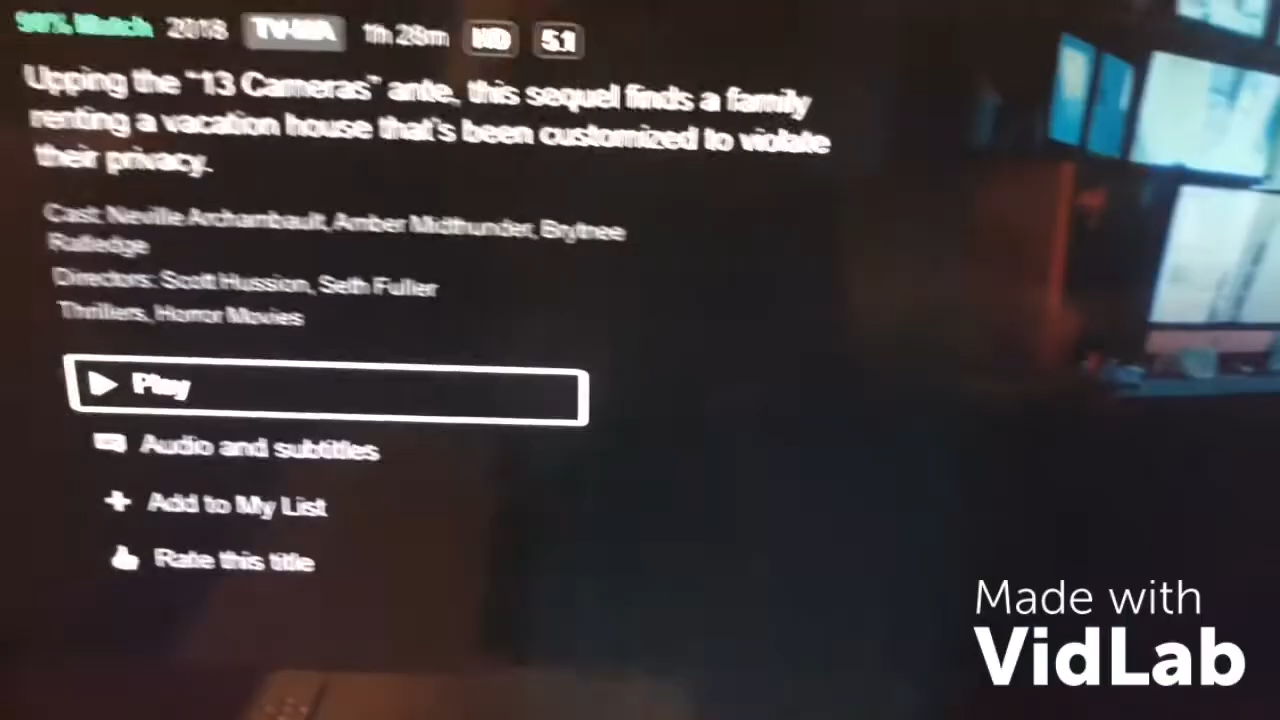 90% Match 2018 TV-MA 1h 28m HD 5.1
Upping the "13 Cameras" ante, this sequel finds a family
renting a vacation house that's been customized to violate
their privacy.
Cast: Neville Archambault, Amber Midthunder, Brytnee
Ratledge
Directors: Scott Hussion, Seth Fuller
Thrillers, Horror Movies
Play
Audio and subtitles
Add to My List
Rate this title
Made with
VidLab